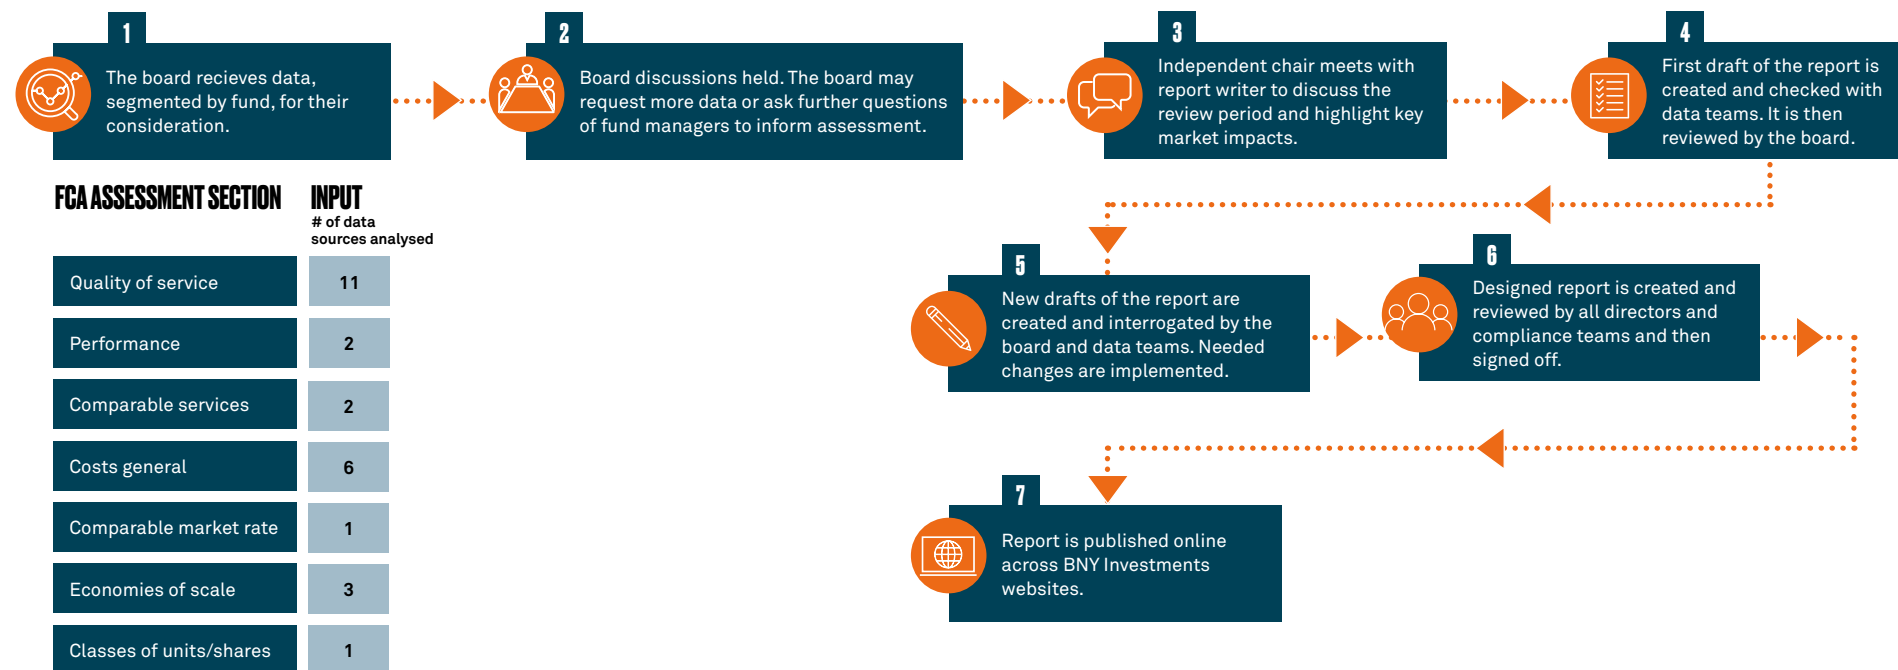 1
The board recieves data,
segmented by fund, for their
consideration.
2
Board discussions held. The board may
request more data or ask further questions
of fund managers to inform assessment.
3
Independent chair meets with
report writer to discuss the
review period and highlight key
market impacts.
4
First draft of the report is
created and checked with
data teams. It is then
reviewed by the board.
FCA ASSESSMENT SECTION
INPUT
# of data
sources analysed
Quality of service
11
Performance
2
Comparable services
2
Costs general
6
Comparable market rate
1
Economies of scale
3
Classes of units/shares
1
5
New drafts of the report are
created and interrogated by the
board and data teams. Needed
changes are implemented.
6
Designed report is created and
reviewed by all directors and
compliance teams and then
signed off.
7
Report is published online
across BNY Investments
websites.